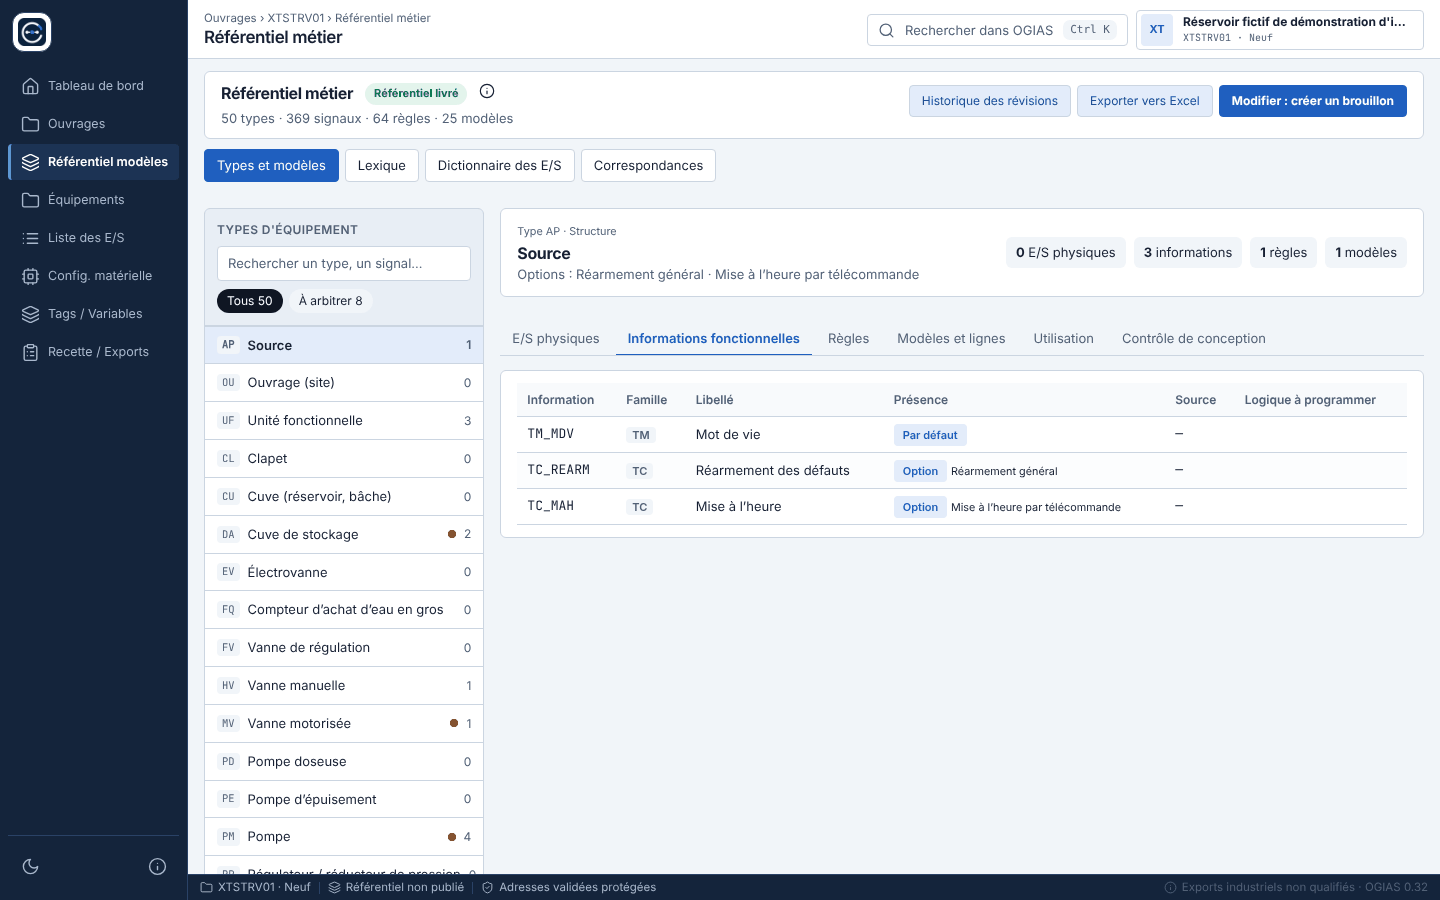 Tableau de bord
Ouvrages
Référentiel modèles
Équipements
Liste des E/S
Config. matérielle
Tags / Variables
Recette / Exports
Ouvrages › XTSTRV01 › Référentiel métier
Référentiel métier
Rechercher dans OGIAS Ctrl K
XT Réservoir fictif de démonstration d'i...
XTSTRV01 · Neuf
Référentiel métier Référentiel livré
50 types · 369 signaux · 64 règles · 25 modèles
Historique des révisions Exporter vers Excel Modifier : créer un brouillon
Types et modèles Lexique Dictionnaire des E/S Correspondances
TYPES D'ÉQUIPEMENT
Rechercher un type, un signal...
Tous 50 À arbitrer 8
AP Source 1
OU Ouvrage (site) 0
UF Unité fonctionnelle 3
CL Clapet 0
CU Cuve (réservoir, bâche) 0
DA Cuve de stockage 2
EV Électrovanne 0
FQ Compteur d’achat d’eau en gros 0
FV Vanne de régulation 0
HV Vanne manuelle 1
MV Vanne motorisée 1
PD Pompe doseuse 0
PE Pompe d’épuisement 0
PM Pompe 4
Régulateur / réducteur de pression
Type AP · Structure
Source
Options : Réarmement général · Mise à l’heure par télécommande
0 E/S physiques 3 informations 1 règles 1 modèles
E/S physiques Informations fonctionnelles Règles Modèles et lignes Utilisation Contrôle de conception
Information Famille Libellé Présence Source Logique à programmer
TM_MDV TM Mot de vie Par défaut —
TC_REARM TC Réarmement des défauts Option Réarmement général —
TC_MAH TC Mise à l’heure Option Mise à l’heure par télécommande —
XTSTRV01 · Neuf Référentiel non publié Adresses validées protégées
Exports industriels non qualifiés · OGIAS 0.32